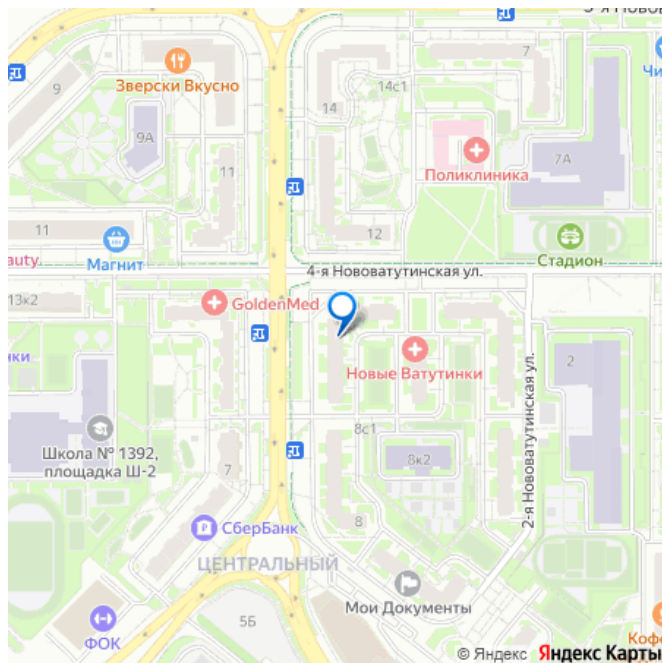 7
9
Зверски Вкусно
14с1
14
9А
Поликлиника
7А
11
11
12
Магнит
Стадион
4-я Нововатутинская ул.
13к2
GoldenMed
Новые Ватутинки
2
2-я Нововатутинская ул.
8с1
Школа № 1392,
площадка Ш-2
7
8к2
8
СберБанк
ЦЕНТРАЛЬНЫЙ
Мои Документы
5Б
ФОК
© Яндекс Яндекс Карты